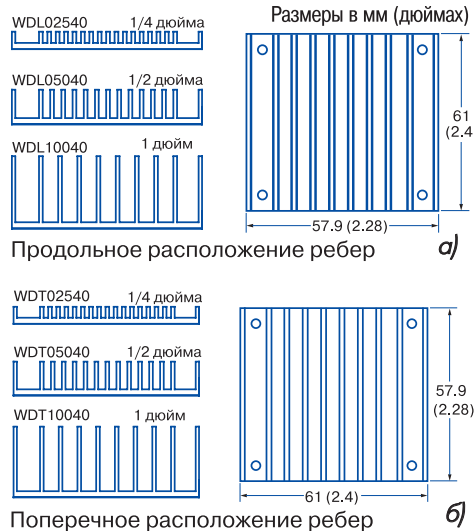 Размеры в мм (дюймах)
WDL02540 1/4 дюйма
WDL05040 1/2 дюйма
WDL10040 1 дюйм
61
(2.4
57.9 (2.28)
Продольное расположение ребер а)
WDT02540 1/4 дюйма
WDT05040 1/2 дюйма
WDT10040 1 дюйм
57.9
(2.28)
61 (2.4)
Поперечное расположение ребер б)